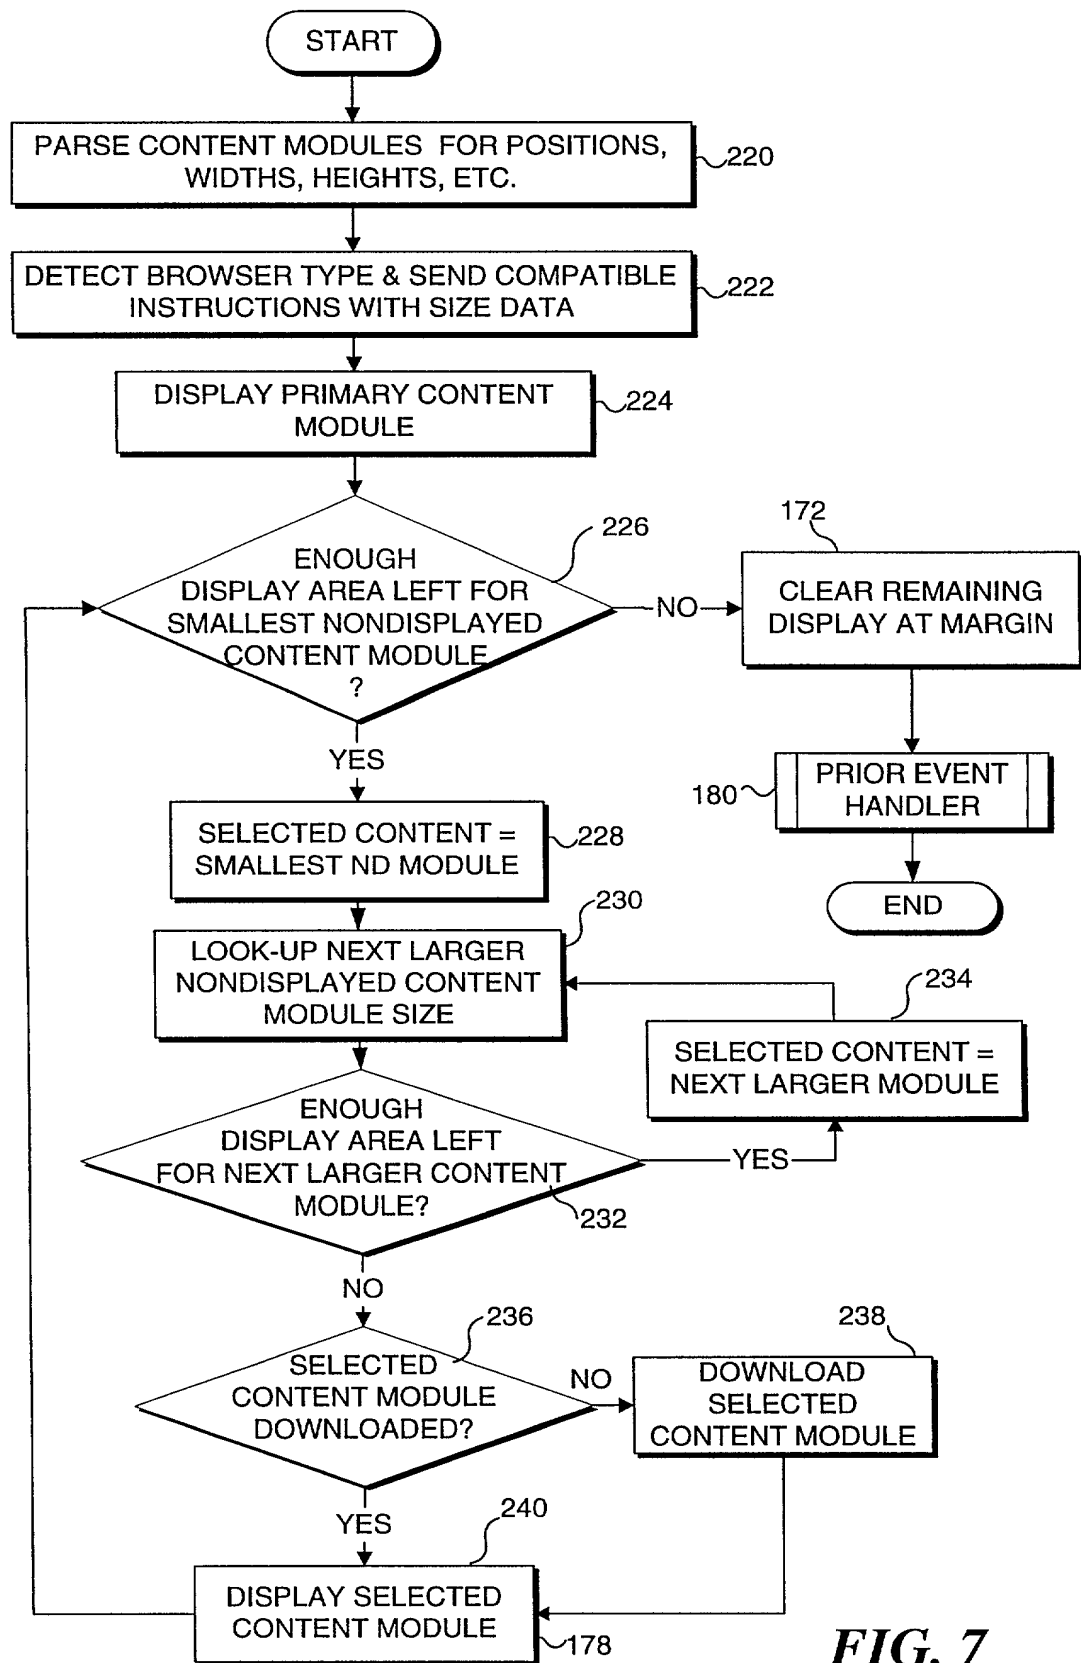 START
PARSE CONTENT MODULES FOR POSITIONS,
WIDTHS, HEIGHTS, ETC.
220
DETECT BROWSER TYPE & SEND COMPATIBLE
INSTRUCTIONS WITH SIZE DATA
222
DISPLAY PRIMARY CONTENT
MODULE
224
226
ENOUGH
DISPLAY AREA LEFT FOR
SMALLEST NONDISPLAYED
CONTENT MODULE
?
NO
172
CLEAR REMAINING
DISPLAY AT MARGIN
180
PRIOR EVENT
HANDLER
END
YES
SELECTED CONTENT =
SMALLEST ND MODULE
228
230
LOOK-UP NEXT LARGER
NONDISPLAYED CONTENT
MODULE SIZE
234
SELECTED CONTENT =
NEXT LARGER MODULE
ENOUGH
DISPLAY AREA LEFT
FOR NEXT LARGER CONTENT
MODULE?
232
YES
NO
236
SELECTED
CONTENT MODULE
DOWNLOADED?
NO
238
DOWNLOAD
SELECTED
CONTENT MODULE
YES
240
DISPLAY SELECTED
CONTENT MODULE
178
FIG. 7